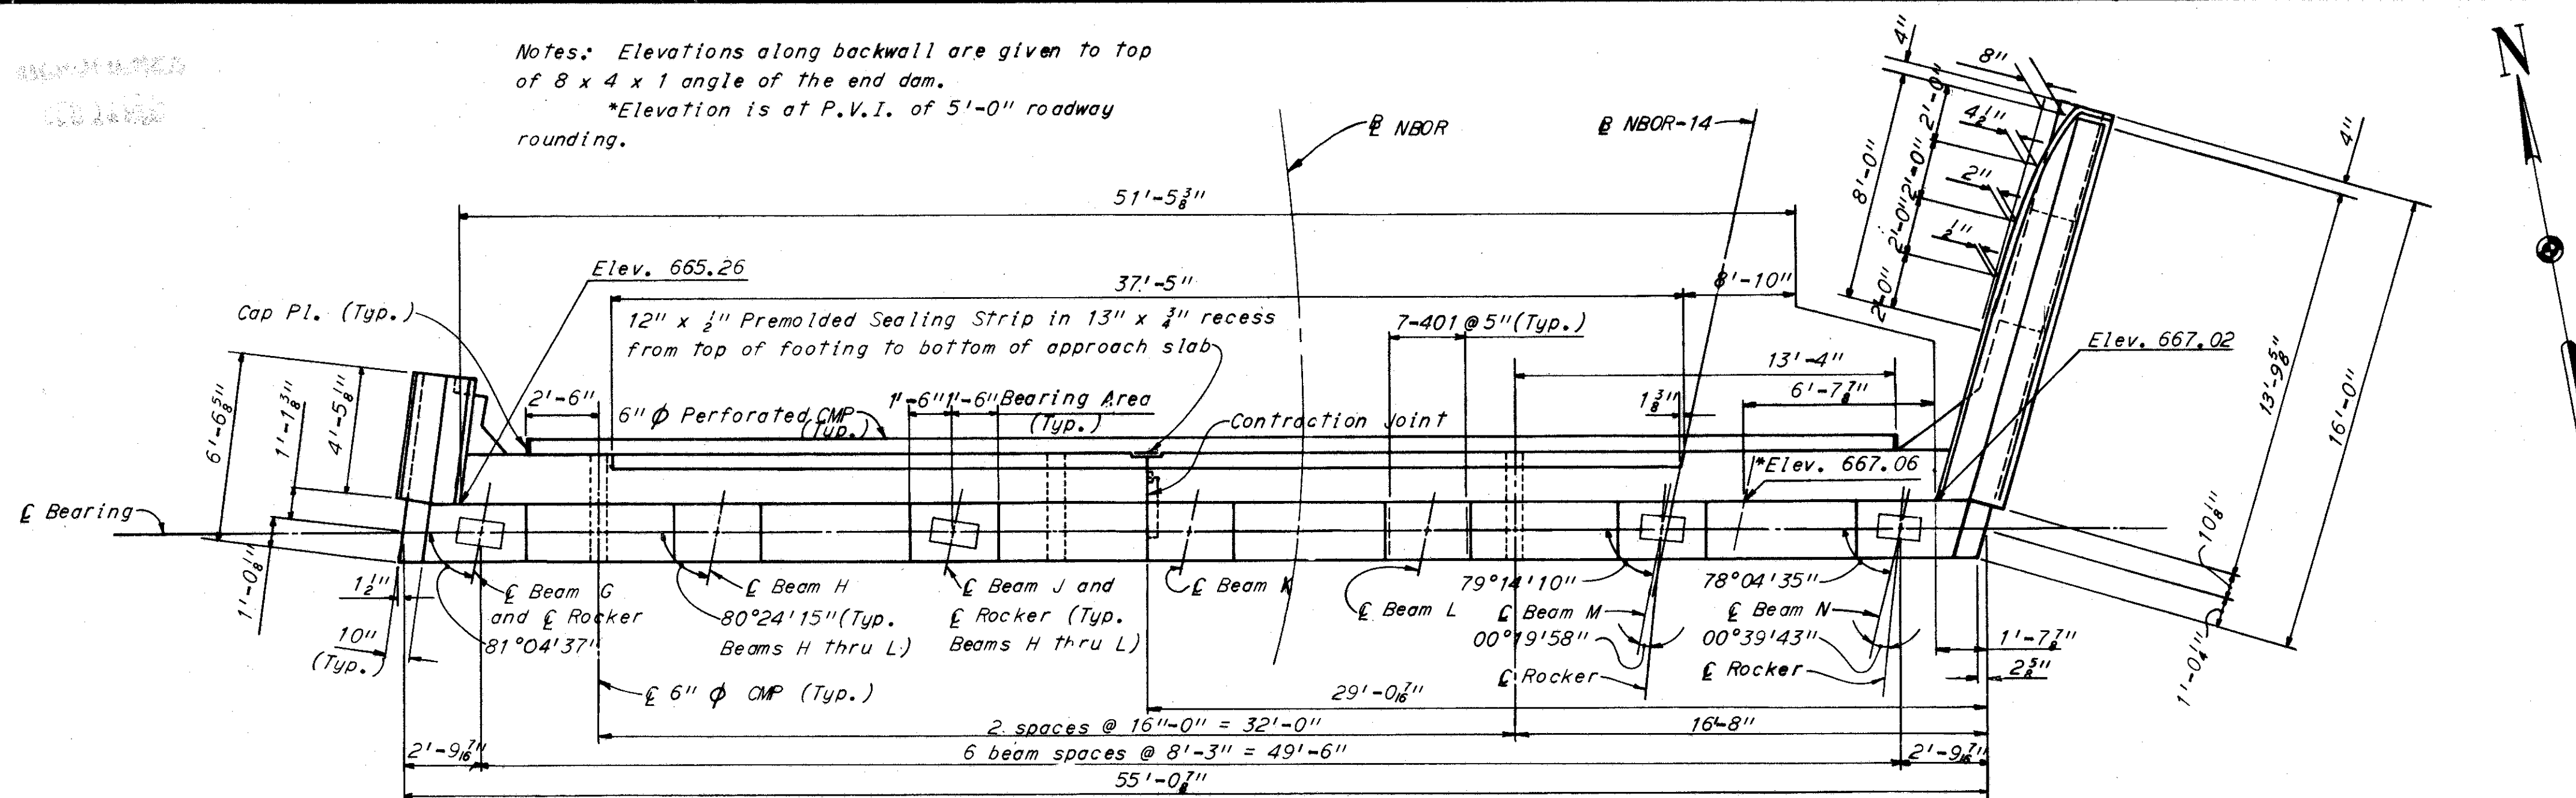 Notes: Elevations along backwall are given to top
of 8 x 4 x 1 angle of the end dam.
*Elevation is at P.V.I. of 5'-0" roadway
rounding.
℄ NBOR
NBOR-14
N
4"
8"
2'-0"
4½"
8'-0"
2'-0"
2"
2'-0"
½"
2'-0"
4"
51'-5⅜"
Elev. 665.26
37'-5"
8'-10"
Cap Pl. (Typ.)
12" x ½" Premolded Sealing Strip in 13" x ¾" recess
from top of footing to bottom of approach slab
7-401 @ 5" (Typ.)
Elev. 667.02
13'-4"
6'-7⅞"
13'-9⅝"
16'-0"
2'-6"
6" ϕ Perforated CMP
(Typ.)
1'-6"
1'-6"
Bearing Area
(Typ.)
Contraction Joint
1⅜"
6'-6⅝"
1'-1⅜"
4'-5⅛"
*Elev. 667.06
℄ Bearing
1'-0⅛"
10⅛"
1½"
10"
(Typ.)
℄ Beam G
and ℄ Rocker
81°04'37"
℄ Beam H
80°24'15" (Typ.
Beams H thru L)
℄ Beam J and
℄ Rocker (Typ.
Beams H thru L)
℄ Beam K
℄ Beam L
79°14'10"
℄ Beam M
00°19'58"
℄ Rocker
78°04'35"
℄ Beam N
00°39'43"
℄ Rocker
1'-7⅞"
2⅝"
1'-0¼"
℄ 6" ϕ CMP (Typ.)
29'-0 7/16"
2 spaces @ 16"-0" = 32'-0"
16'-8"
2'-9 7/16"
6 beam spaces @ 8'-3" = 49'-6"
2'-9 7/16"
55'-0⅞"